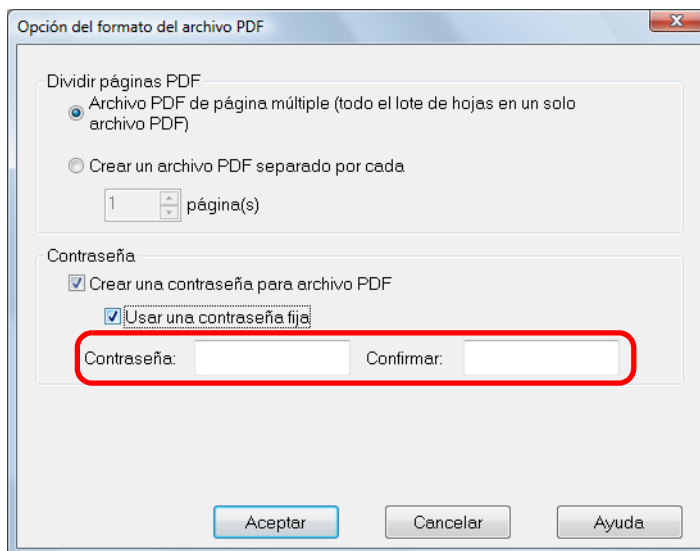 Opción del formato del archivo PDF
Dividir páginas PDF
Archivo PDF de página múltiple (todo el lote de hojas en un solo
archivo PDF)
Crear un archivo PDF separado por cada
1 página(s)
Contraseña
Crear una contraseña para archivo PDF
Usar una contraseña fija
Contraseña: Confirmar:
Aceptar Cancelar Ayuda